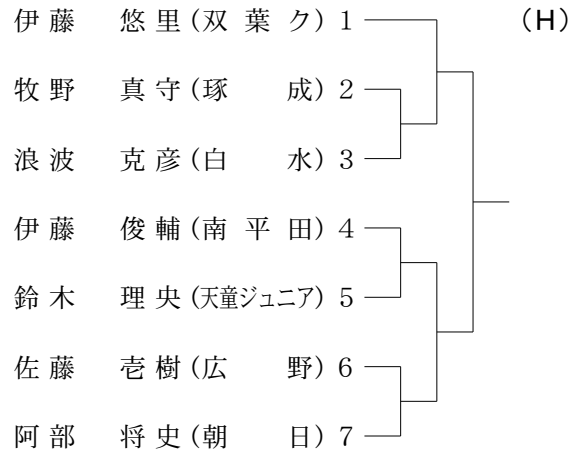 伊藤 悠里(双葉ク) 1 (H)
牧野 真守(琢成) 2
浪波 克彦(白水) 3
伊藤 俊輔(南平田) 4
鈴木 理央(天童ジュニア) 5
佐藤 壱樹(広野) 6
阿部 将史(朝日) 7